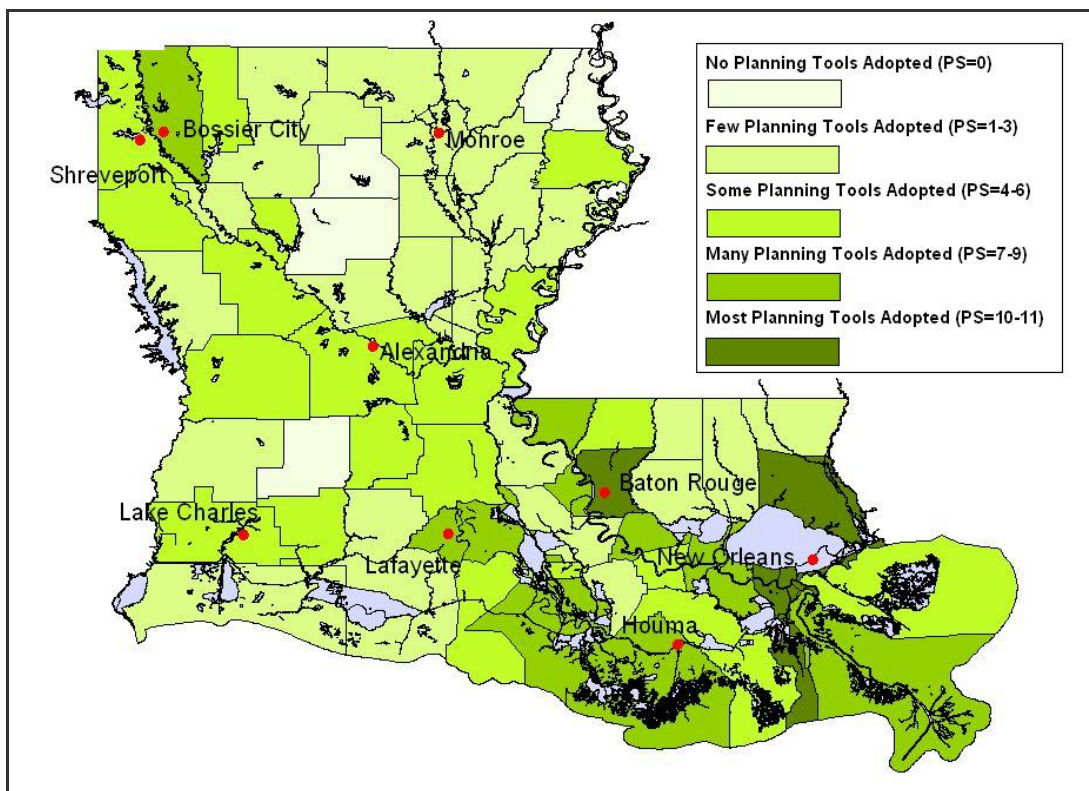 No Planning Tools Adopted (PS=0)
Few Planning Tools Adopted (PS=1-3)
Some Planning Tools Adopted (PS=4-6)
Many Planning Tools Adopted (PS=7-9)
Most Planning Tools Adopted (PS=10-11)
Bossier City
Monroe
Shreveport
Alexandria
Baton Rouge
Lake Charles
New Orleans
Lafayette
Houma